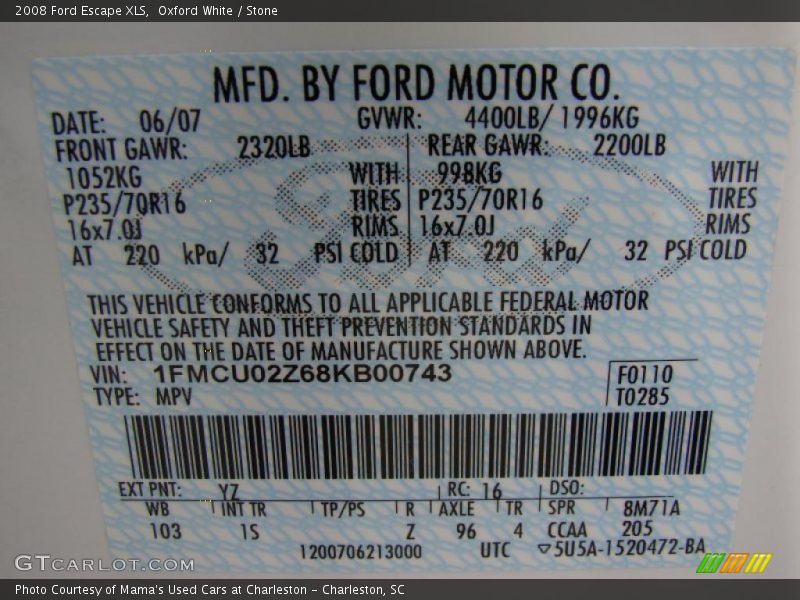 2008 Ford Escape XLS,  Oxford White / Stone
MFD. BY FORD MOTOR CO.
DATE: 06/07 GVWR: 4400LB/ 1996KG
FRONT GAWR: 2320LB REAR GAWR: 2200LB
1052KG WITH 998KG WITH
P235/70R16 TIRES P235/70R16 TIRES
16x7.0J RIMS 16x7.0J RIMS
AT 220 kPa/ 32 PSI COLD AT 220 kPa/ 32 PSI COLD
Ford
THIS VEHICLE CONFORMS TO ALL APPLICABLE FEDERAL MOTOR
VEHICLE SAFETY AND THEFT PREVENTION STANDARDS IN
EFFECT ON THE DATE OF MANUFACTURE SHOWN ABOVE.
VIN: 1FMCU02Z68KB00743 F0110
TYPE: MPV T0285
EXT PNT: YZ RC: 16 DSO:
WB INT TR TP/PS R AXLE TR SPR 8M71A
103 1S Z 96 4 CCAA 205
1200706213000 UTC ▽5U5A-1520472-BA
GTCARLOT.COM
Photo Courtesy of Mama's Used Cars at Charleston - Charleston, SC